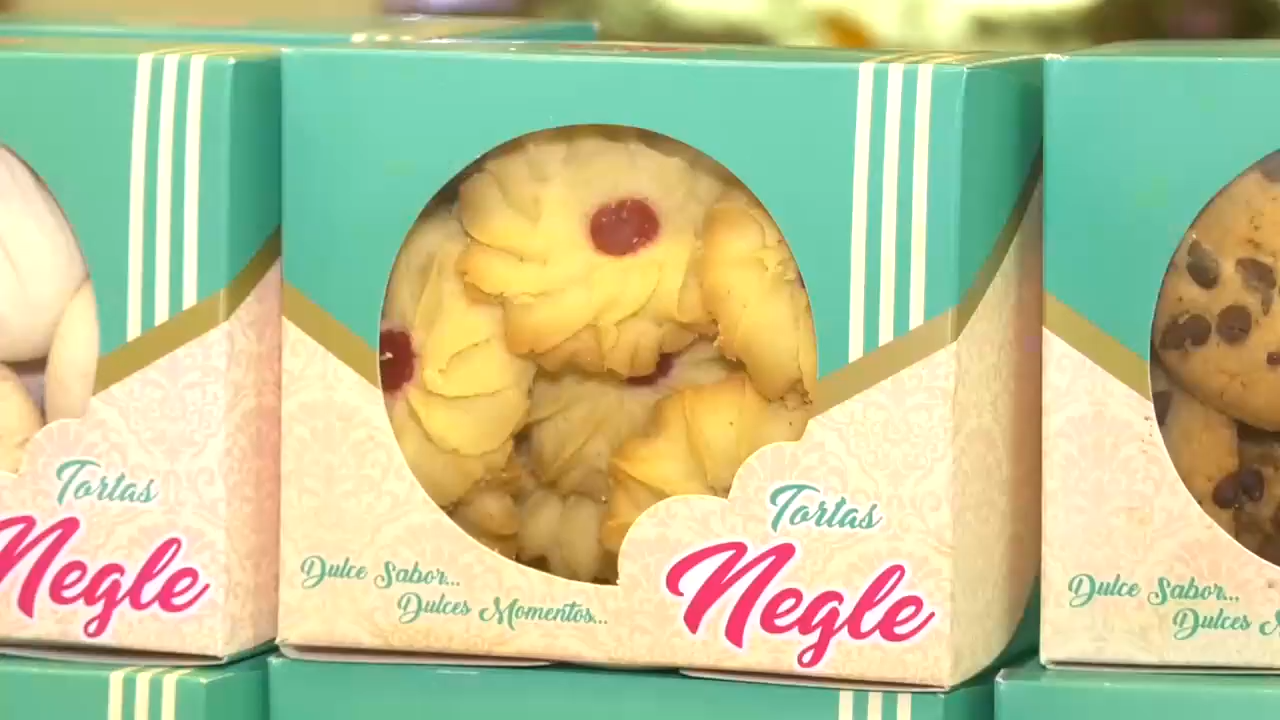 Tortas
Negle
Tortas
Negle
Dulce Sabor...
Dulces Momentos...
Dulce Sabor...
Dulces